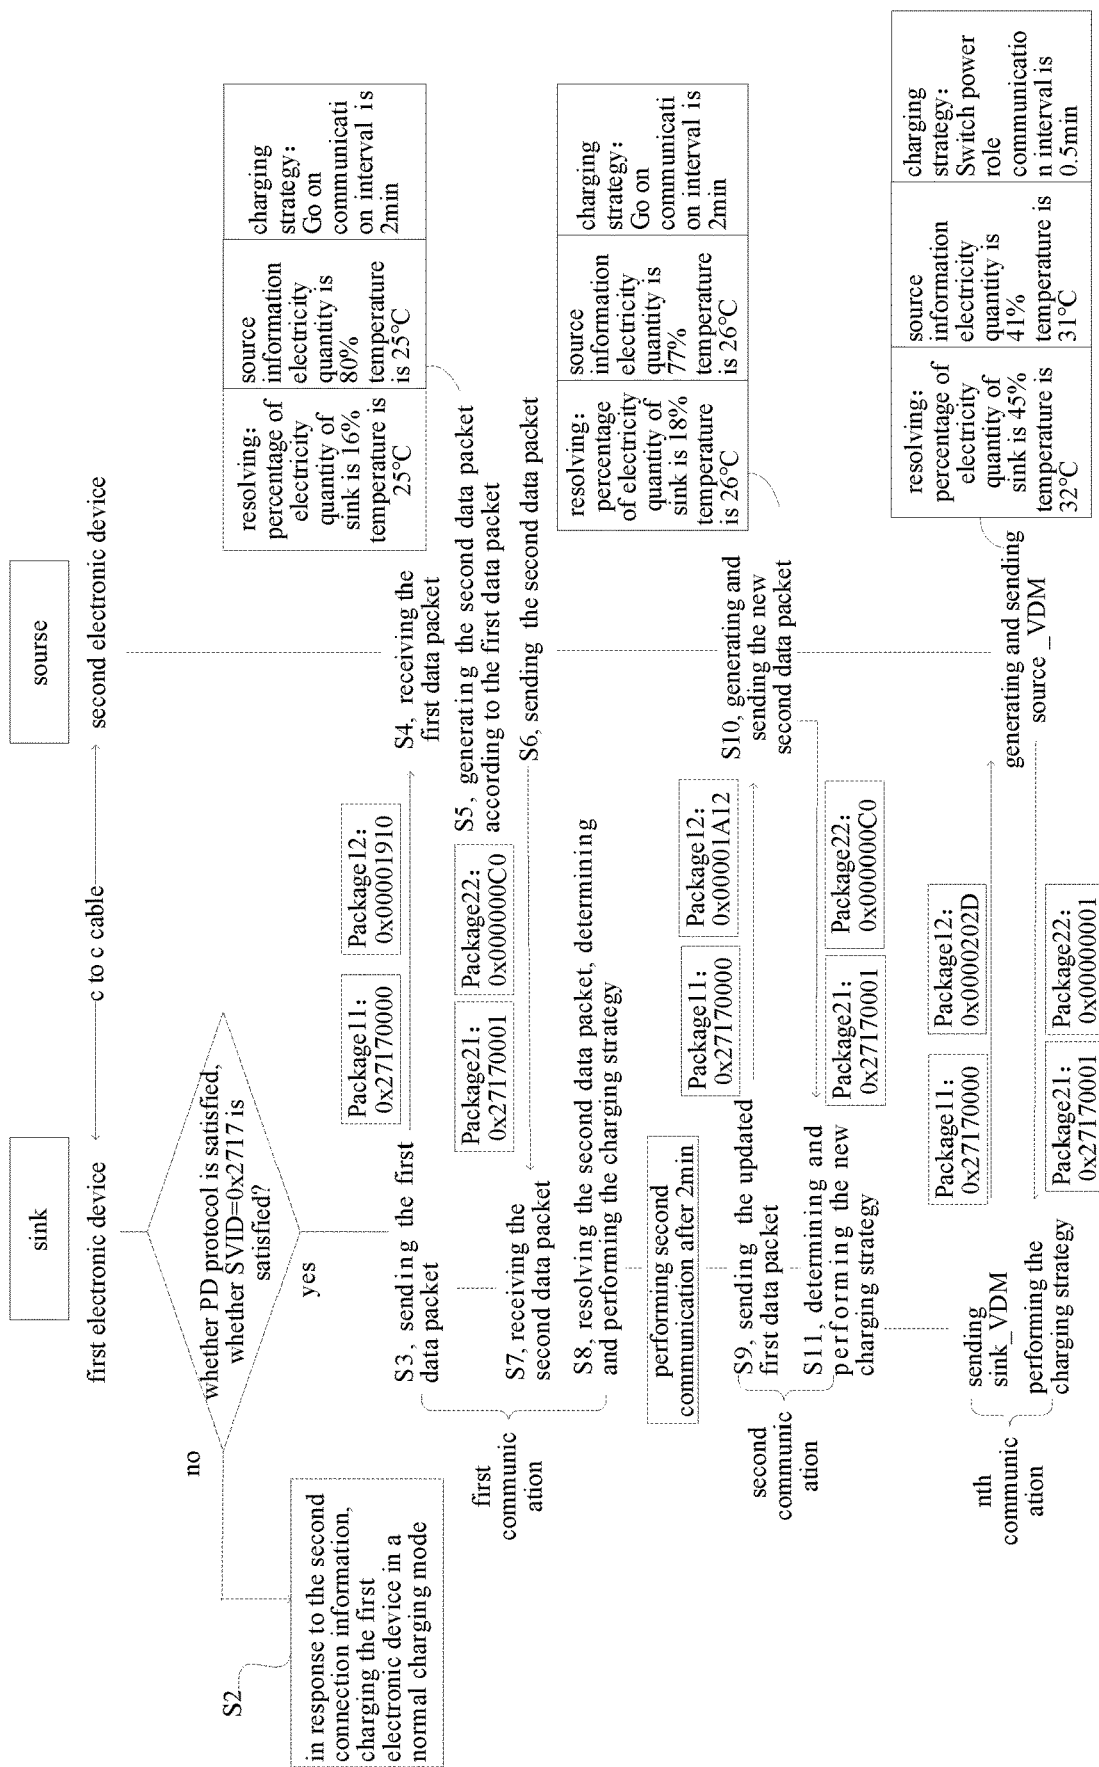 sink
sourse
first electronic device
c to c cable
second electronic device
whether PD protocol is satisfied,
whether SVID=0x2717 is
satisfied?
no
yes
S2
in response to the second
connection information,
charging the first
electronic device in a
normal charging mode
S3, sending the first
data packet
Package11:
0x27170000
Package12:
0x00001910
S4, receiving the
first data packet
resolving:
percentage of
electricity
quantity of
sink is 16%
temperature is
25℃
source
information
electricity
quantity is
80%
temperature
is 25℃
charging
strategy:
Go on
communicati
on interval is
2min
S5, generating the second data packet
according to the first data packet
S6, sending the second data packet
Package21:
0x27170001
Package22:
0x000000C0
S7, receiving the
second data packet
S8, resolving the second data packet, determining
and performing the charging strategy
first
communic
ation
performing second
communication after 2min
S9, sending the updated
first data packet
Package11:
0x27170000
Package12:
0x00001A12
S10, generating and
sending the new
second data packet
resolving:
percentage
of electricity
quantity of
sink is 18%
temperature
is 26℃
source
information
electricity
quantity is
77%
temperature
is 26℃
charging
strategy:
Go on
communicati
on interval is
2min
Package21:
0x27170001
Package22:
0x000000C0
S11, determining and
performing the new
charging strategy
second
communic
ation
sending
sink_VDM
Package11:
0x27170000
Package12:
0x0000202D
generating and sending
source _VDM
resolving:
percentage of
electricity
quantity of
sink is 45%
temperature is
32℃
source
information
electricity
quantity is
41%
temperature is
31℃
charging
strategy:
Switch power
role
communicatio
n interval is
0.5min
Package21:
0x27170001
Package22:
0x00000001
performing the
charging strategy
nth
communic
ation